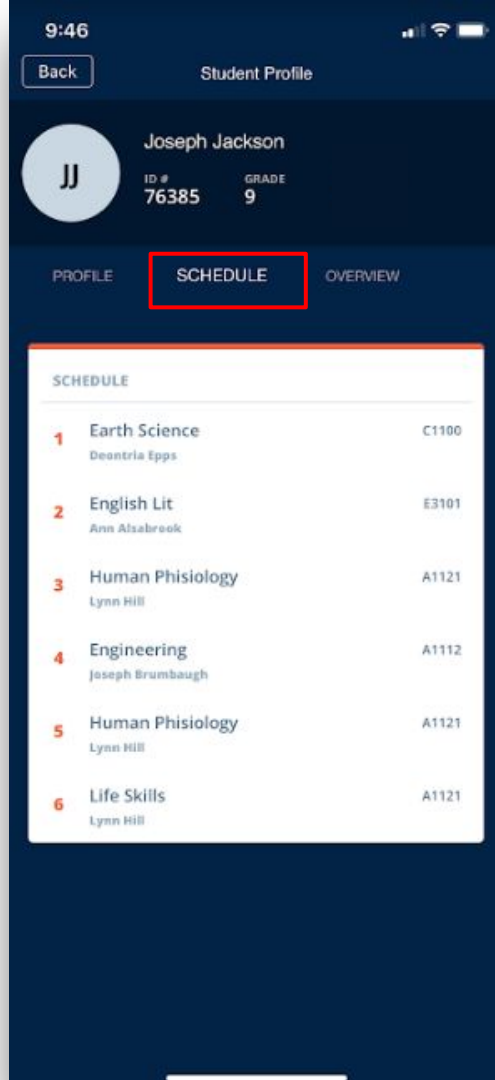 9:46
Back Student Profile
JJ
Joseph Jackson
ID # GRADE
76385 9
PROFILE SCHEDULE OVERVIEW
SCHEDULE
1 Earth Science C1100
Deontria Epps
2 English Lit E3101
Ann Alsabrook
3 Human Phisiology A1121
Lynn Hill
4 Engineering A1112
Joseph Brumbaugh
5 Human Phisiology A1121
Lynn Hill
6 Life Skills A1121
Lynn Hill